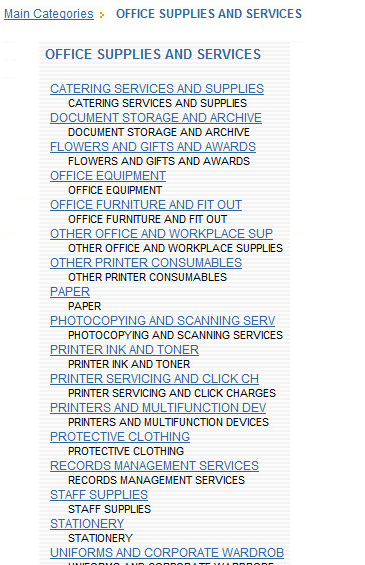 Main Categories > OFFICE SUPPLIES AND SERVICES
OFFICE SUPPLIES AND SERVICES
CATERING SERVICES AND SUPPLIES
CATERING SERVICES AND SUPPLIES
DOCUMENT STORAGE AND ARCHIVE
DOCUMENT STORAGE AND ARCHIVE
FLOWERS AND GIFTS AND AWARDS
FLOWERS AND GIFTS AND AWARDS
OFFICE EQUIPMENT
OFFICE EQUIPMENT
OFFICE FURNITURE AND FIT OUT
OFFICE FURNITURE AND FIT OUT
OTHER OFFICE AND WORKPLACE SUP
OTHER OFFICE AND WORKPLACE SUPPLIES
OTHER PRINTER CONSUMABLES
OTHER PRINTER CONSUMABLES
PAPER
PAPER
PHOTOCOPYING AND SCANNING SERV
PHOTOCOPYING AND SCANNING SERVICES
PRINTER INK AND TONER
PRINTER INK AND TONER
PRINTER SERVICING AND CLICK CH
PRINTER SERVICING AND CLICK CHARGES
PRINTERS AND MULTIFUNCTION DEV
PRINTERS AND MULTIFUNCTION DEVICES
PROTECTIVE CLOTHING
PROTECTIVE CLOTHING
RECORDS MANAGEMENT SERVICES
RECORDS MANAGEMENT SERVICES
STAFF SUPPLIES
STAFF SUPPLIES
STATIONERY
STATIONERY
UNIFORMS AND CORPORATE WARDROB